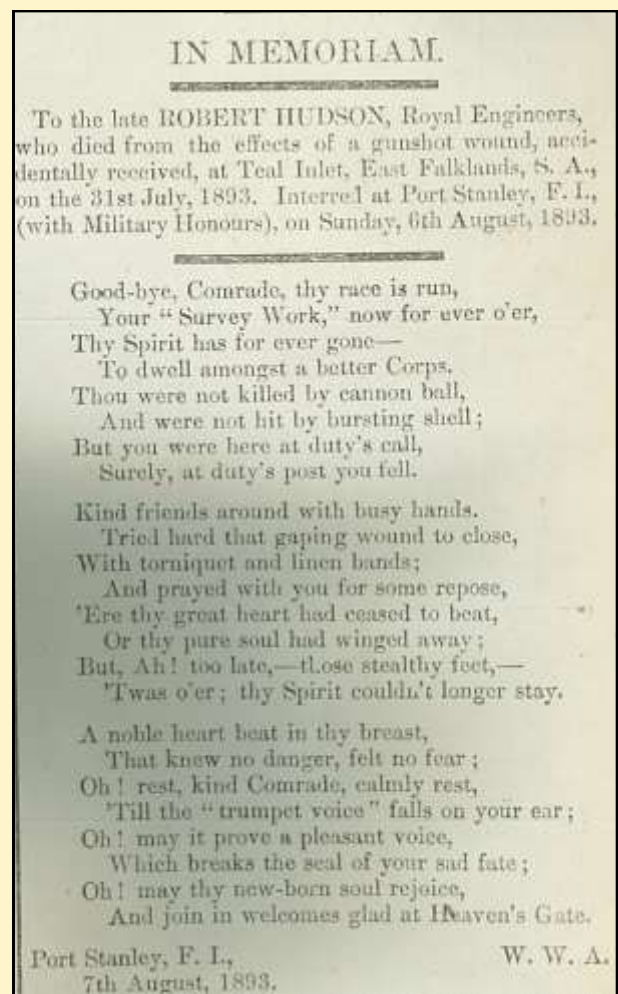 IN MEMORIAM.
To the late ROBERT HUDSON, Royal Engineers,
who died from the effects of a gunshot wound, acci-
dentally received, at Teal Inlet, East Falklands, S. A.,
on the 31st July, 1893. Interred at Port Stanley, F. I.,
(with Military Honours), on Sunday, 6th August, 1893.
Good-bye, Comrade, thy race is run,
Your "Survey Work," now for ever o'er,
Thy Spirit has for ever gone—
To dwell amongst a better Corps.
Thou were not killed by cannon ball,
And were not hit by bursting shell;
But you were here at duty's call,
Surely, at duty's post you fell.
Kind friends around with busy hands.
Tried hard that gaping wound to close,
With torniquet and linen bands;
And prayed with you for some repose,
'Ere thy great heart had ceased to beat,
Or thy pure soul had winged away;
But, Ah! too late,—those stealthy feet,—
'Twas o'er; thy Spirit couldn't longer stay.
A noble heart beat in thy breast,
That knew no danger, felt no fear;
Oh! rest, kind Comrade, calmly rest,
'Till the "trumpet voice" falls on your ear;
Oh! may it prove a pleasant voice,
Which breaks the seal of your sad fate;
Oh! may thy new-born soul rejoice,
And join in welcomes glad at Heaven's Gate.
Port Stanley, F. I., W. W. A.
7th August, 1893.